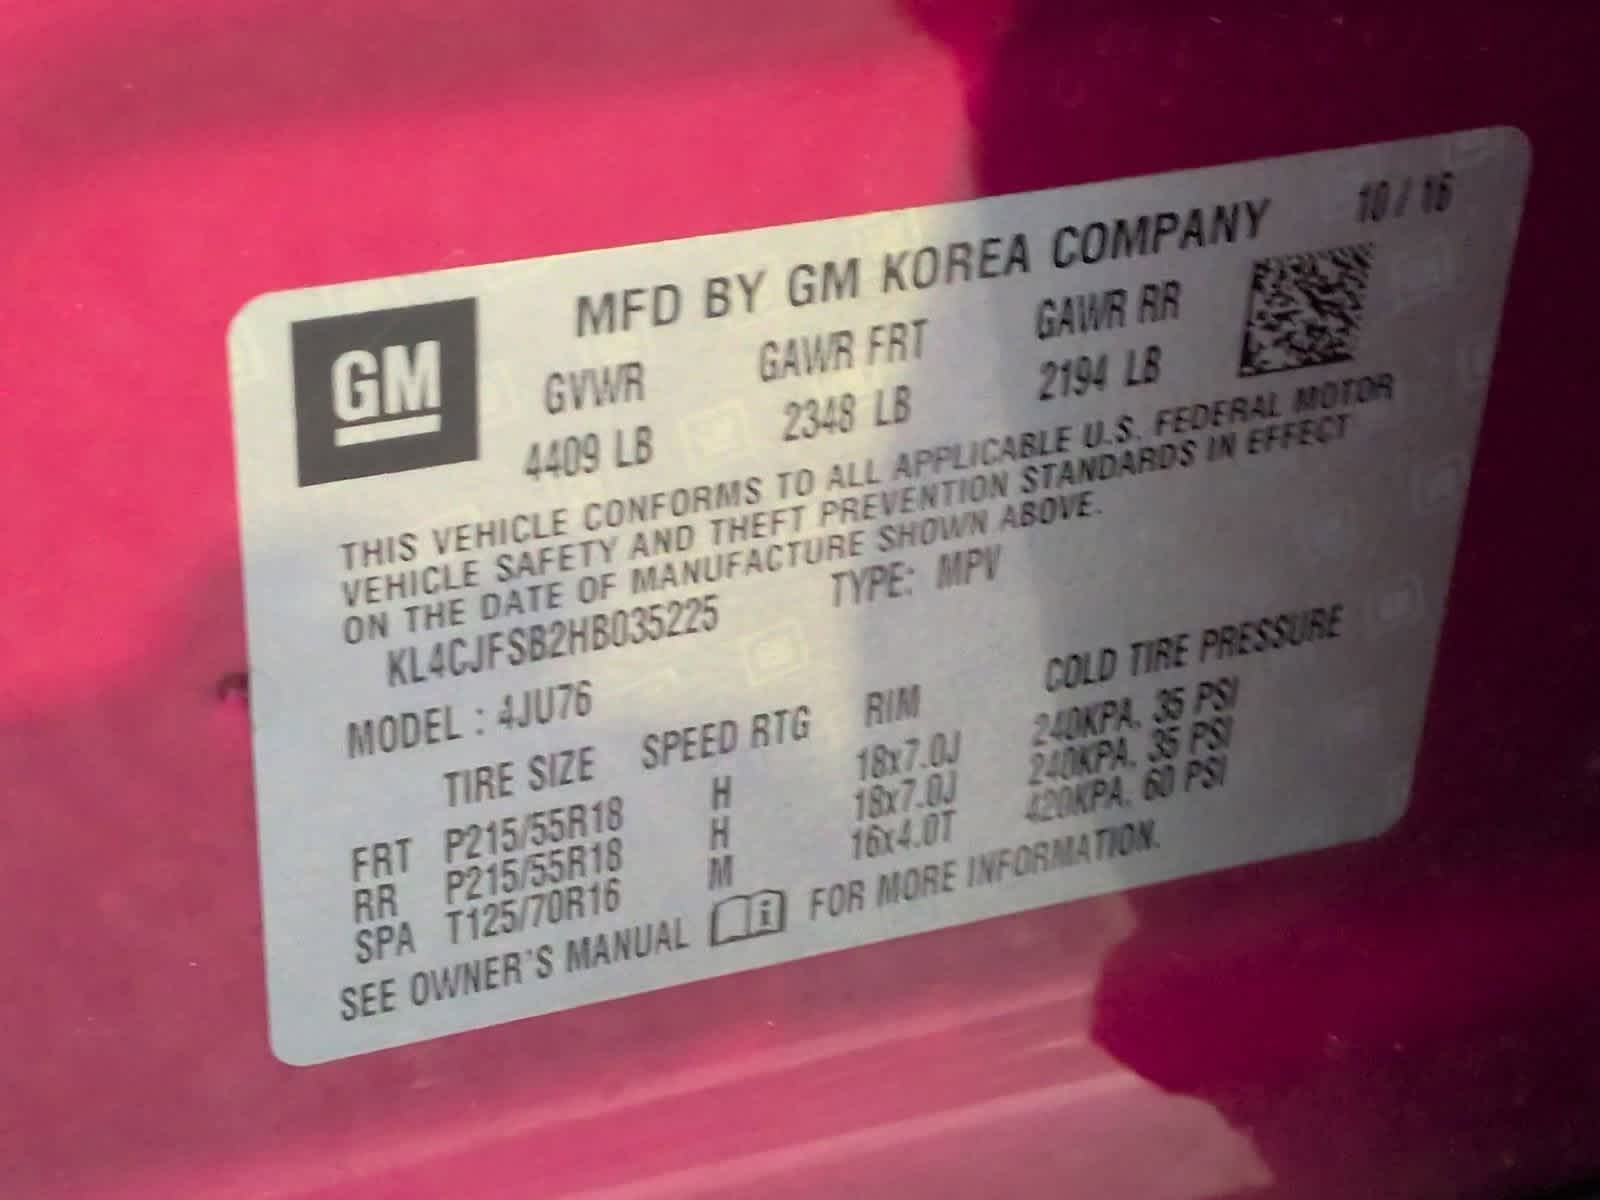 MFD BY GM KOREA COMPANY 10 / 16
GM
GVWR GAWR FRT GAWR RR
4409 LB 2348 LB 2194 LB
THIS VEHICLE CONFORMS TO ALL APPLICABLE U.S. FEDERAL MOTOR
VEHICLE SAFETY AND THEFT PREVENTION STANDARDS IN EFFECT
ON THE DATE OF MANUFACTURE SHOWN ABOVE.
KL4CJFSB2HB035225 TYPE: MPV
MODEL : 4JU76
TIRE SIZE SPEED RTG RIM COLD TIRE PRESSURE
FRT P215/55R18 H 18x7.0J 240KPA, 35 PSI
RR P215/55R18 H 18x7.0J 240KPA, 35 PSI
SPA T125/70R16 M 16x4.0T 420KPA, 60 PSI
SEE OWNER'S MANUAL i FOR MORE INFORMATION.